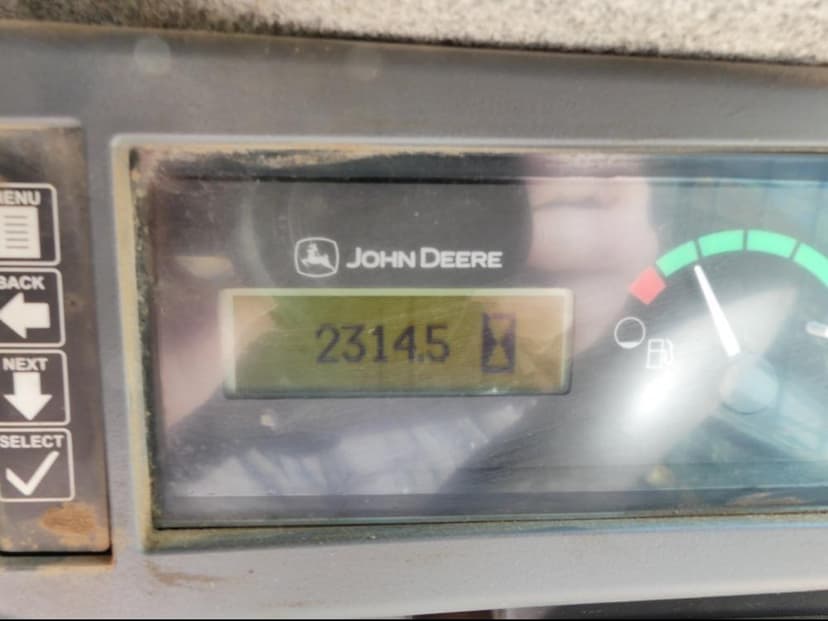 MENU
BACK
NEXT
SELECT
JOHN DEERE
2314.5